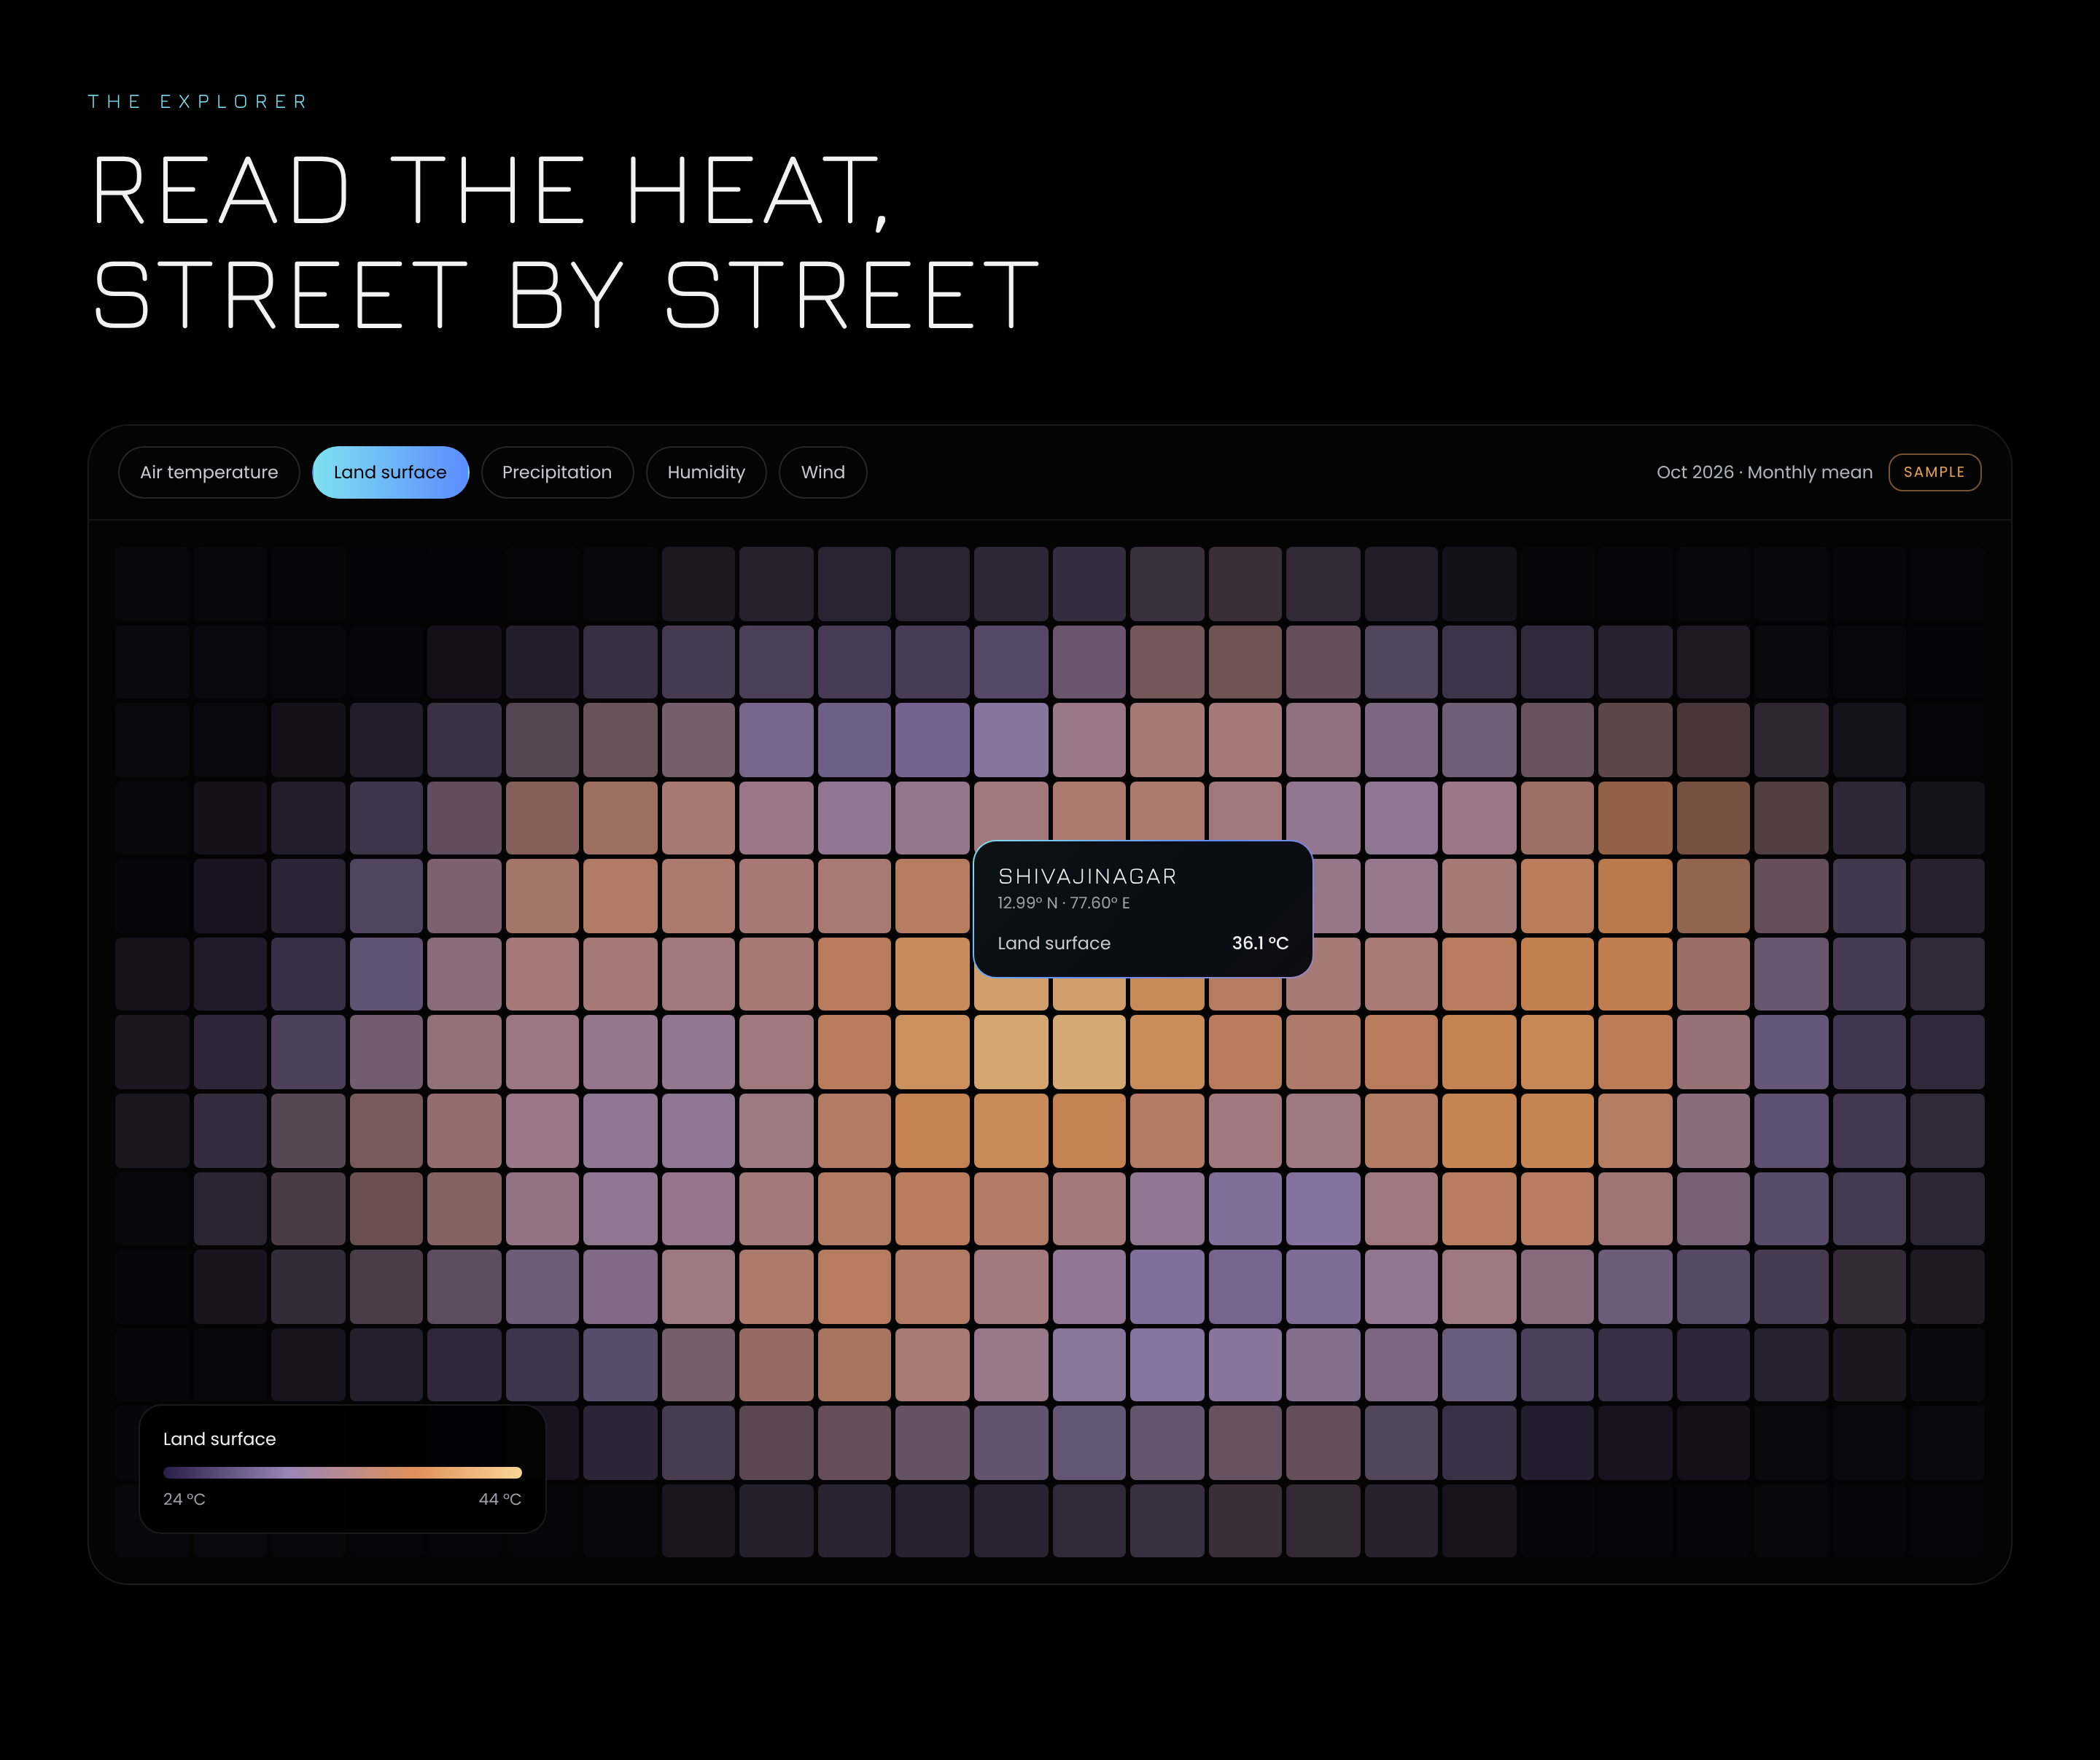 THE EXPLORER
READ THE HEAT,
STREET BY STREET
Air temperature
Land surface
Precipitation
Humidity
Wind
Oct 2026 · Monthly mean
SAMPLE
SHIVAJINAGAR
12.99° N · 77.60° E
Land surface 36.1 °C
Land surface
24 °C 44 °C